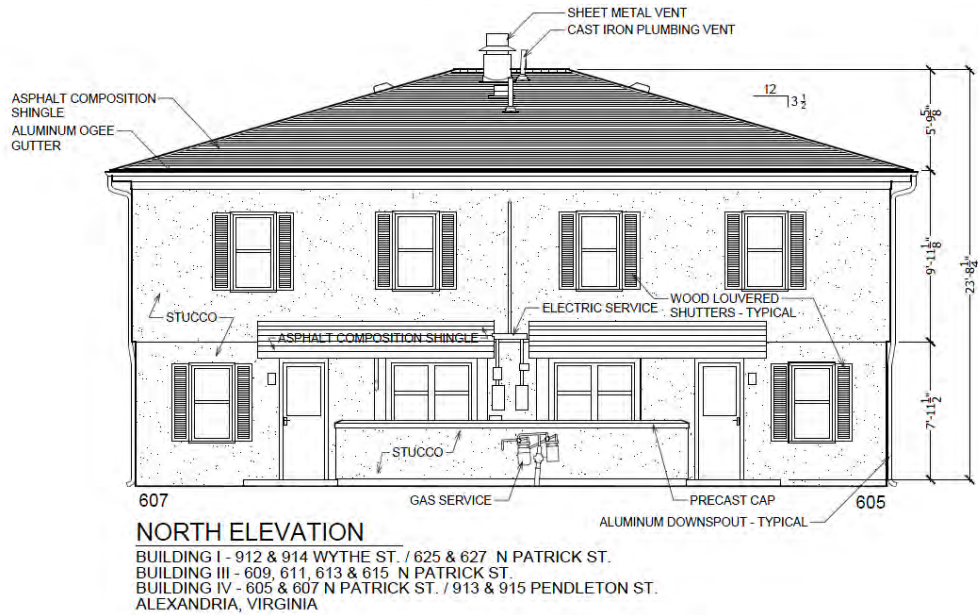 SHEET METAL VENT
CAST IRON PLUMBING VENT
12
3 1/2
ASPHALT COMPOSITION
SHINGLE
ALUMINUM OGEE
GUTTER
5'-9 5/8"
9'-11 1/8"
23'-8 1/4"
WOOD LOUVERED
SHUTTERS - TYPICAL
ELECTRIC SERVICE
STUCCO
ASPHALT COMPOSITION SHINGLE
7'-11 1/2"
STUCCO
GAS SERVICE
PRECAST CAP
607
605
ALUMINUM DOWNSPOUT - TYPICAL
NORTH ELEVATION
BUILDING I - 912 & 914 WYTHE ST. / 625 & 627 N PATRICK ST.
BUILDING III - 609, 611, 613 & 615 N PATRICK ST.
BUILDING IV - 605 & 607 N PATRICK ST. / 913 & 915 PENDLETON ST.
ALEXANDRIA, VIRGINIA